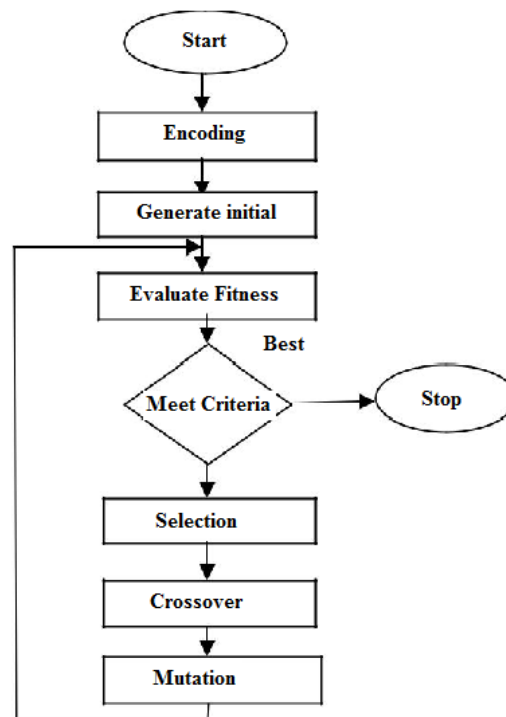 Start
Encoding
Generate initial
Evaluate Fitness
Best
Meet Criteria
Stop
Selection
Crossover
Mutation